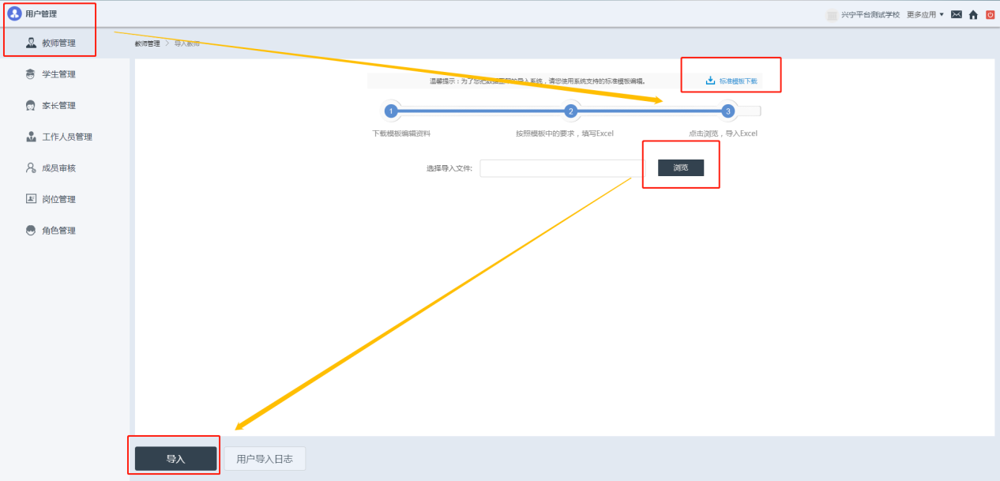 用户管理
兴宁平台测试学校 更多应用
教师管理
教师管理 > 导入教师
学生管理
家长管理
工作人员管理
成员审核
岗位管理
角色管理
温馨提示：为了您把数据 的导入系统，请您使用系统支持的标准模板编辑。
标准模板下载
1 2 3
下载模板编辑资料 按照模板中的要求，填写Excel 点击浏览，导入Excel
选择导入文件: 浏览
导入 用户导入日志